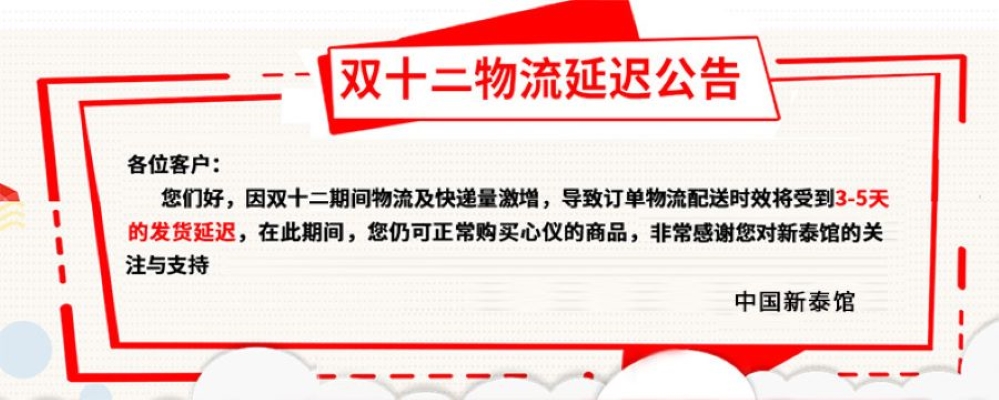 双十二物流延迟公告
各位客户：
您们好，因双十二期间物流及快递量激增，导致订单物流配送时效将受到3-5天
的发货延迟，在此期间，您仍可正常购买心仪的商品，非常感谢您对新泰馆的关
注与支持
中国新泰馆